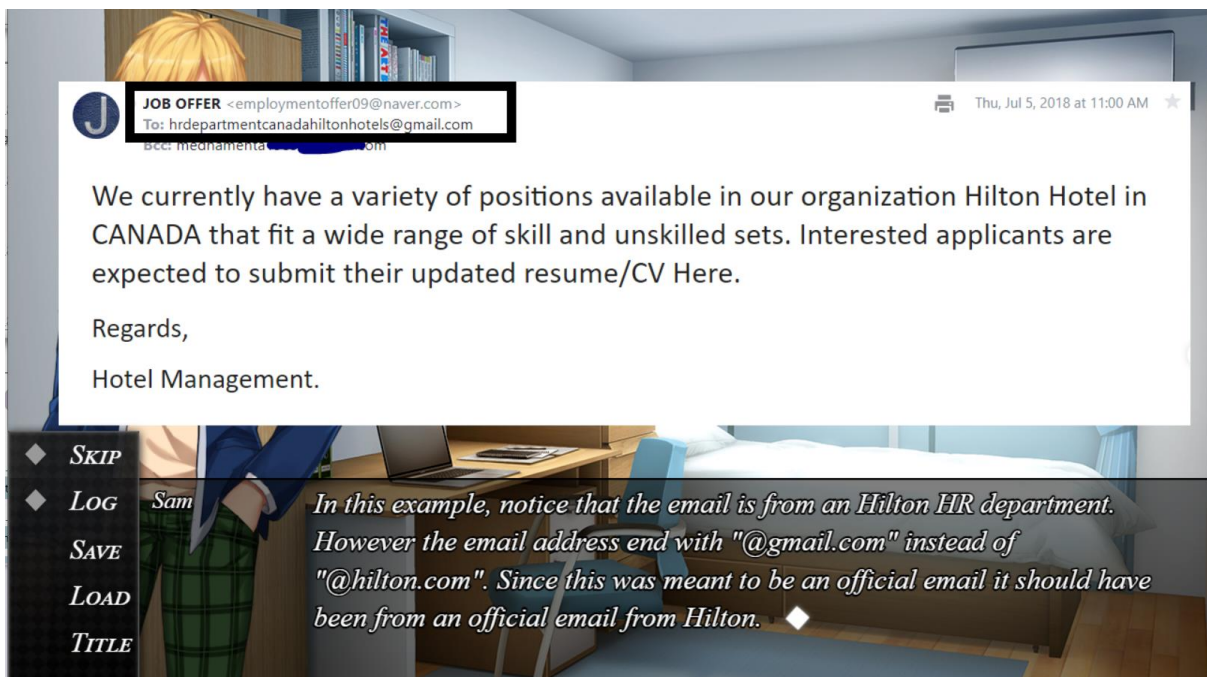 JOB OFFER <employmentoffer09@naver.com>
Thu, Jul 5, 2018 at 11:00 AM
To: hrdepartmentcanadahiltonhotels@gmail.com
Bcc:
We currently have a variety of positions available in our organization Hilton Hotel in
CANADA that fit a wide range of skill and unskilled sets. Interested applicants are
expected to submit their updated resume/CV Here.
Regards,
Hotel Management.
SKIP
LOG
SAVE
LOAD
TITLE
Sam
In this example, notice that the email is from an Hilton HR department.
However the email address end with "@gmail.com" instead of
"@hilton.com". Since this was meant to be an official email it should have
been from an official email from Hilton.